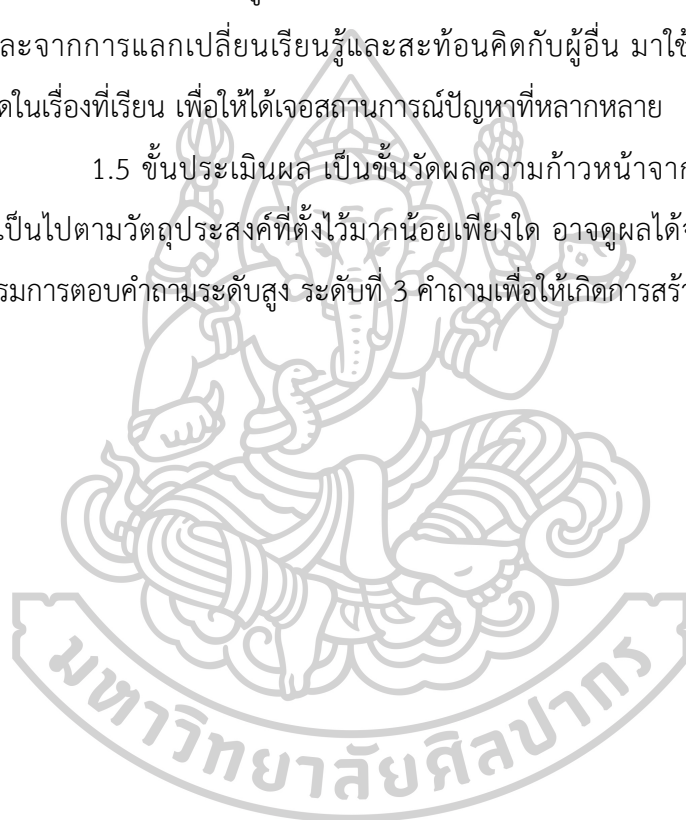 ละจากการแลกเปลี่ยนเรียนรู้และสะท้อนคิดกับผู้อื่น มาใช้
ดในเรื่องที่เรียน เพื่อให้ได้เจอสถานการณ์ปัญหาที่หลากหลาย
1.5 ขั้นประเมินผล เป็นขั้นวัดผลความก้าวหน้าจาก
เป็นไปตามวัตถุประสงค์ที่ตั้งไว้มากน้อยเพียงใด อาจดูผลได้จ
รมการตอบคำถามระดับสูง ระดับที่ 3 คำถามเพื่อให้เกิดการสร้า
มหาวิทยาลัยศิลปากร